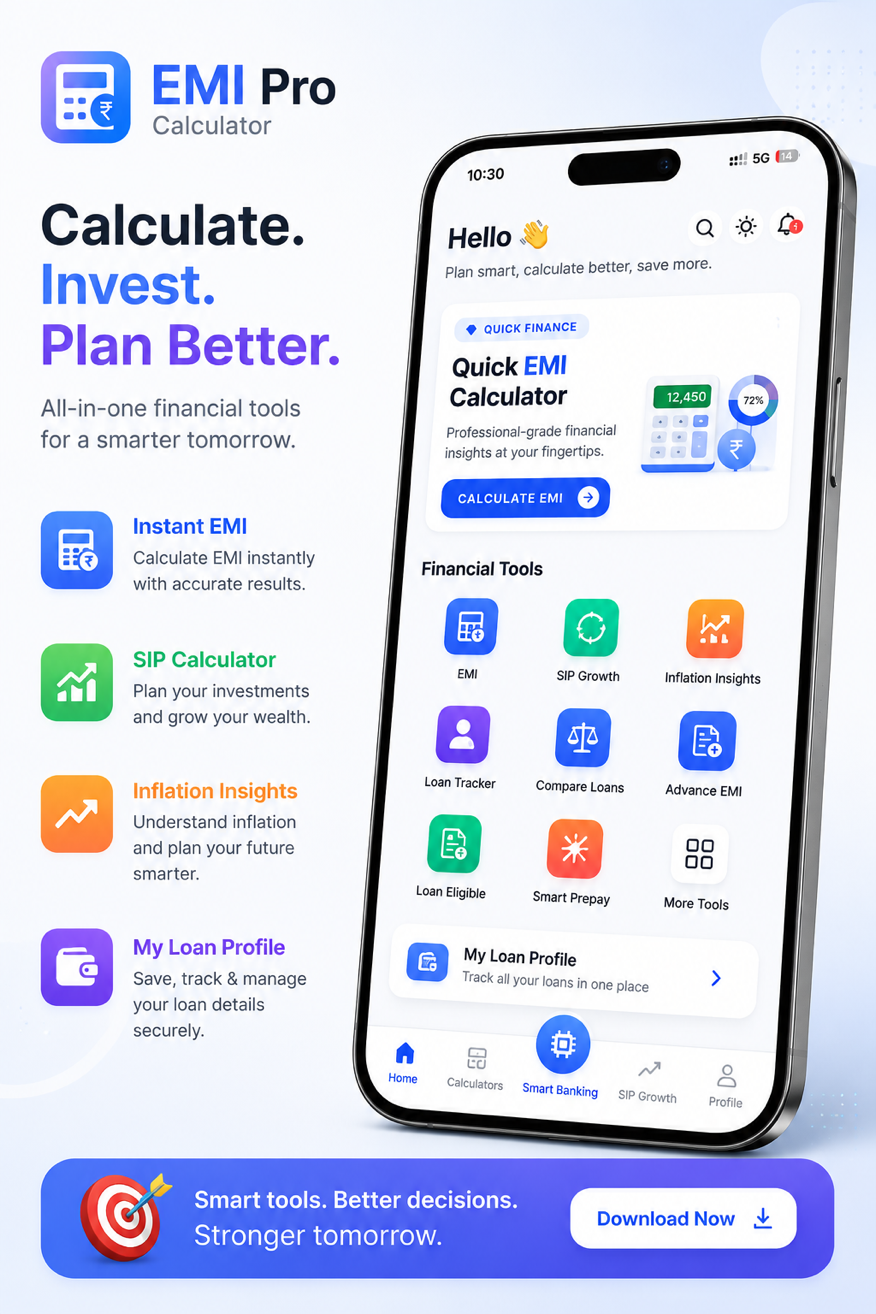 EMI Pro
Calculator
Calculate.
Invest.
Plan Better.
All-in-one financial tools
for a smarter tomorrow.
Instant EMI
Calculate EMI instantly
with accurate results.
SIP Calculator
Plan your investments
and grow your wealth.
Inflation Insights
Understand inflation
and plan your future
smarter.
My Loan Profile
Save, track & manage
your loan details
securely.
10:30
5G 14
Hello 👋
Plan smart, calculate better, save more.
QUICK FINANCE
Quick EMI
Calculator
Professional-grade financial
insights at your fingertips.
CALCULATE EMI
12,450
72%
₹
Financial Tools
EMI
SIP Growth
Inflation Insights
Loan Tracker
Compare Loans
Advance EMI
Loan Eligible
Smart Prepay
More Tools
My Loan Profile
Track all your loans in one place
Home
Calculators
Smart Banking
SIP Growth
Profile
Smart tools. Better decisions.
Stronger tomorrow.
Download Now